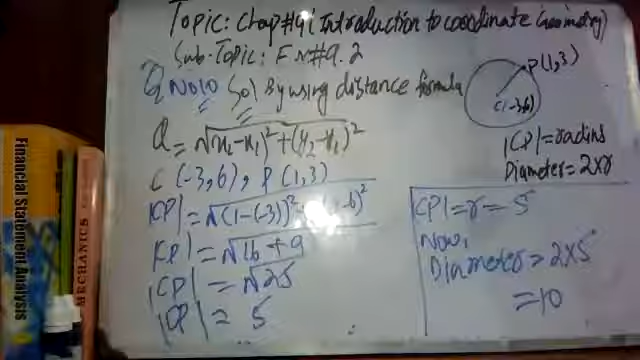 Topic: Chap#9: Introduction to coordinate Geometry
Sub-Topic: Ex#9.2
Q No10 Sol By using distance formula
d = √(x₂-x₁)²+(y₂-y₁)²
C (-3,6), P (1,3)
|CP| = √(1-(-3))²
|CP| = √16+9
|CP| = √25
|CP| = 5
P(1,3)
C(-3,6)
|CP| = radius
Diameter = 2×r
|CP| = r = 5
Now,
Diameter = 2×5
= 10
Financial Statement Analysis
MECHANICS